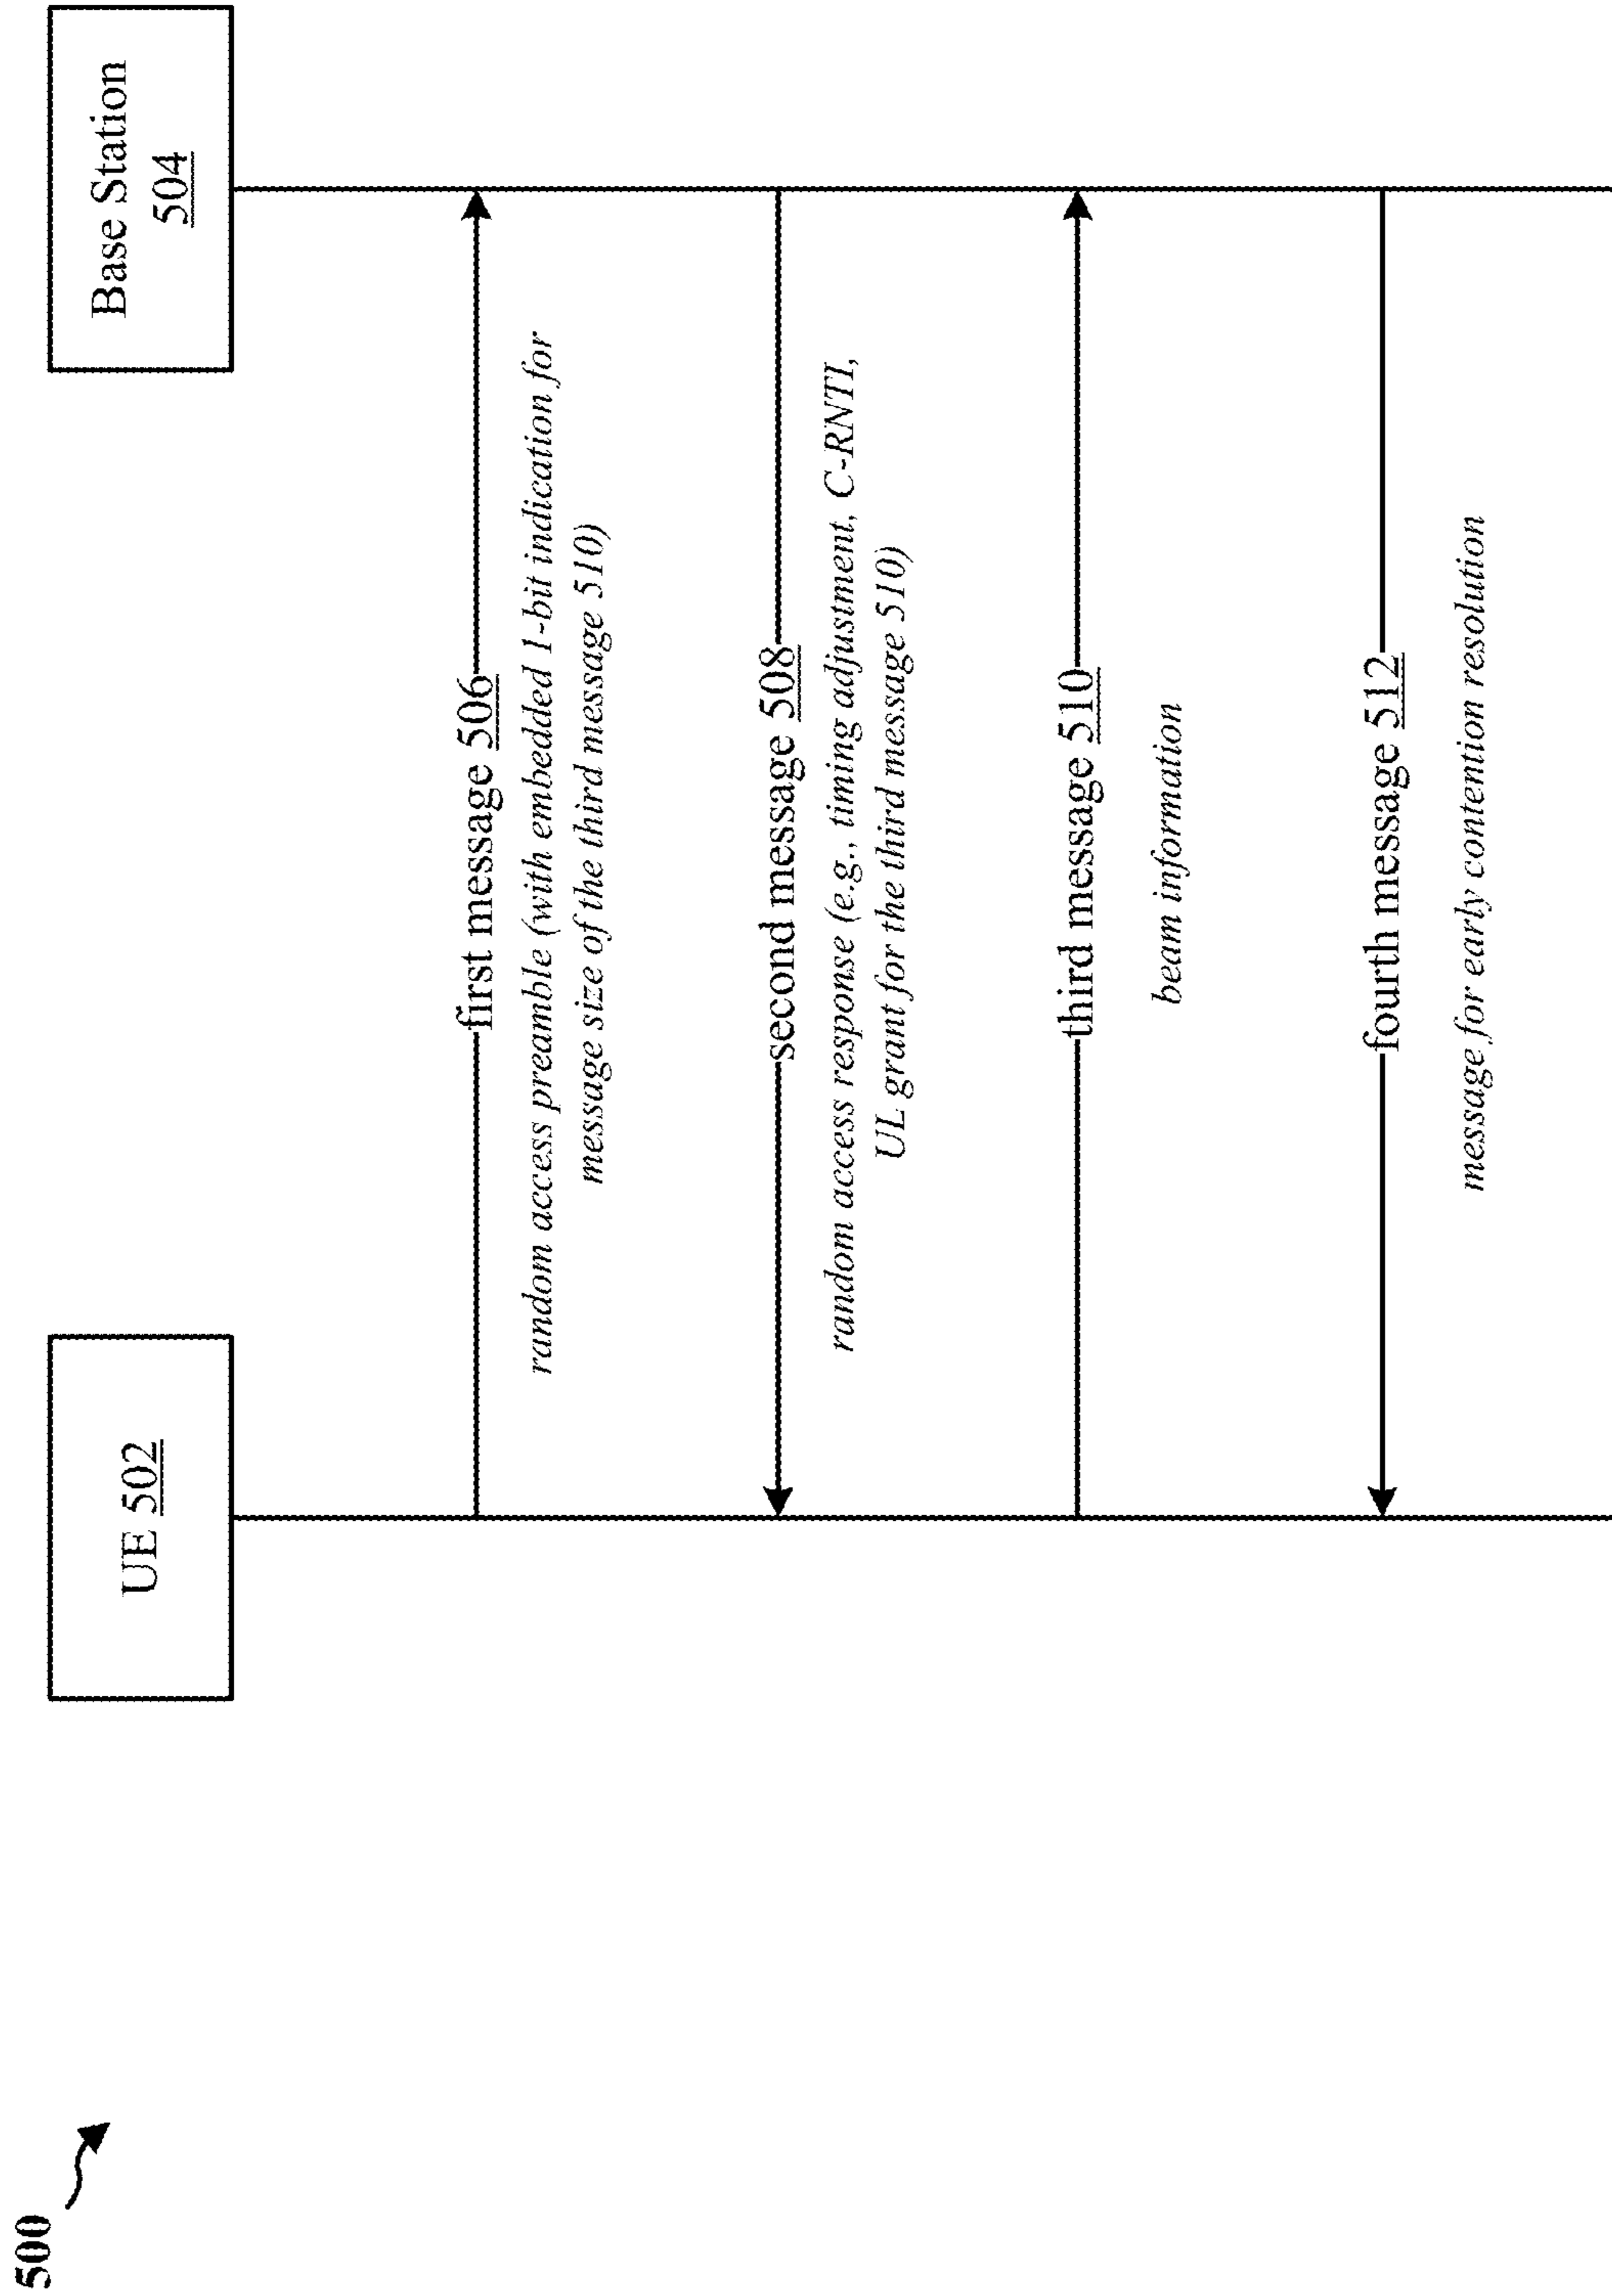 500
UE 502
Base Station
504
first message 506
random access preamble (with embedded 1-bit indication for
message size of the third message 510)
second message 508
random access response (e.g., timing adjustment, C-RNTI,
UL grant for the third message 510)
third message 510
beam information
fourth message 512
message for early contention resolution